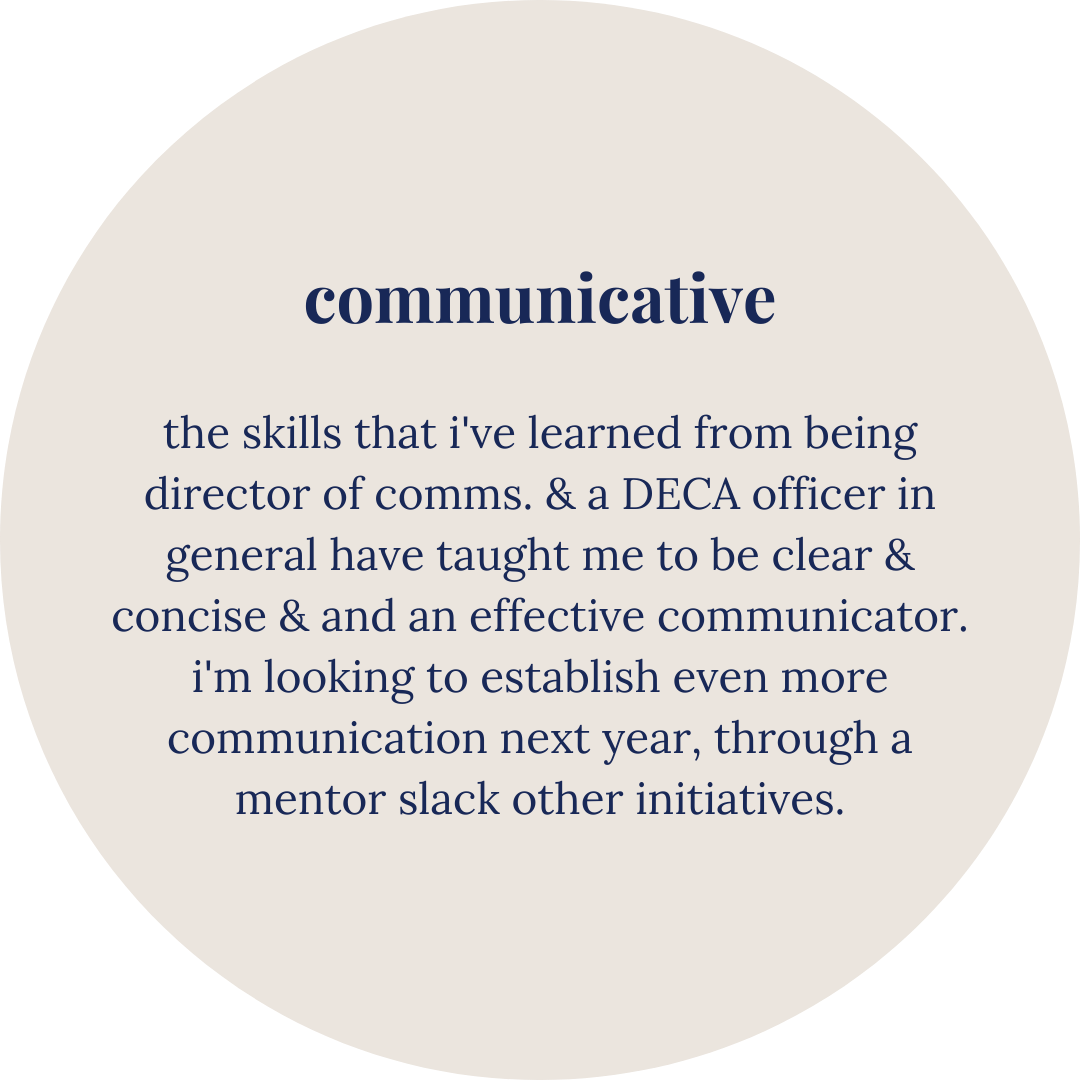 communicative
the skills that i've learned from being
director of comms. & a DECA officer in
general have taught me to be clear &
concise & and an effective communicator.
i'm looking to establish even more
communication next year, through a
mentor slack other initiatives.